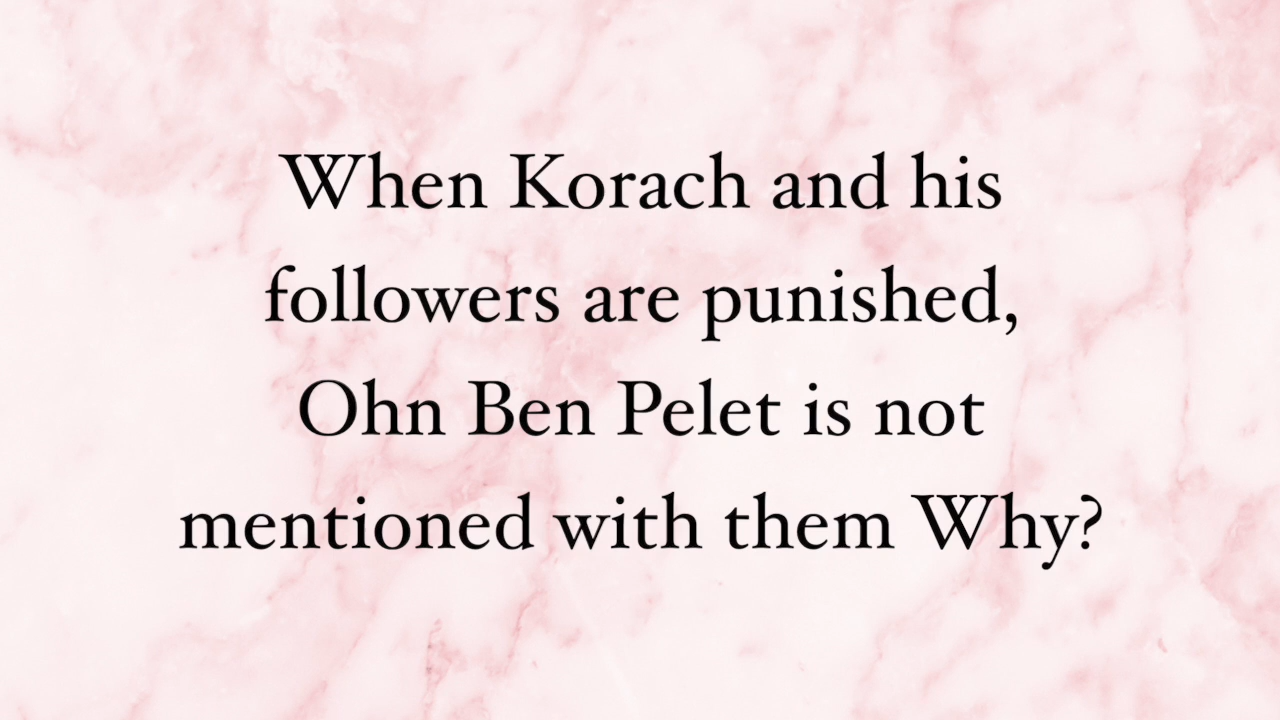 When Korach and his
followers are punished,
Ohn Ben Pelet is not
mentioned with them Why?